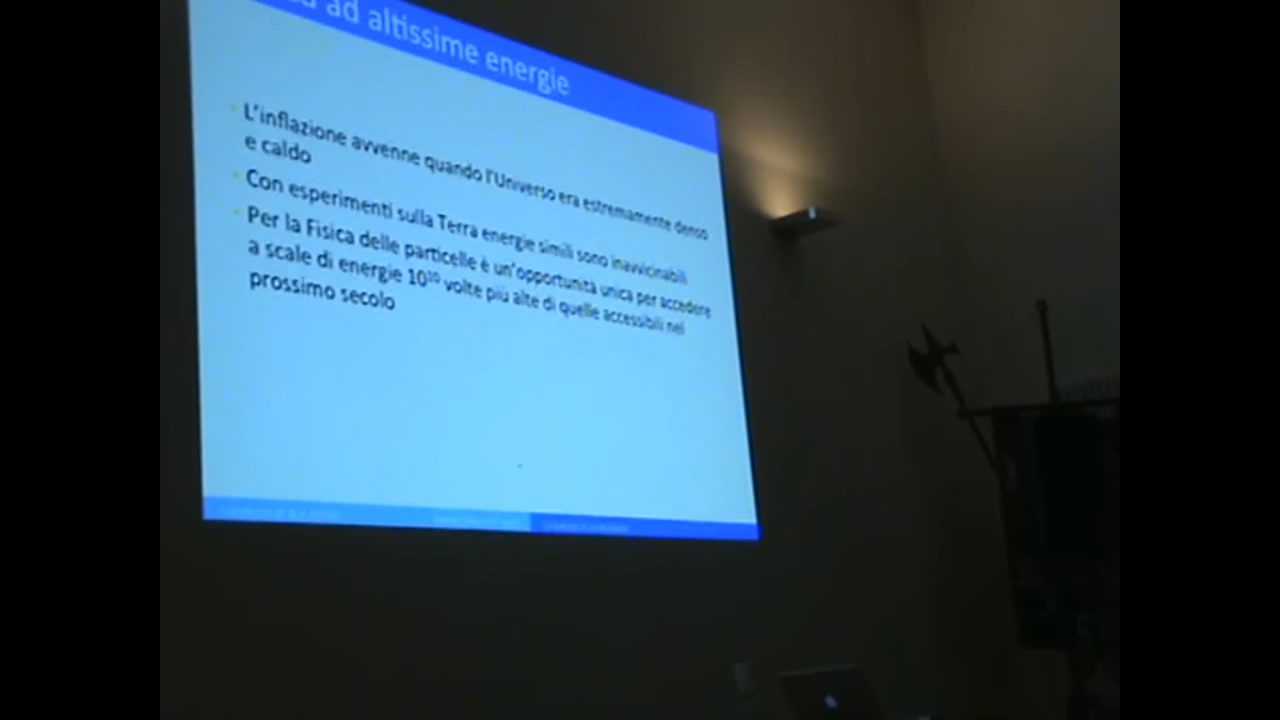 ad altissime energie
L'inflazione avvenne quando l'Universo era estremamente denso
e caldo
Con esperimenti sulla Terra energie simili sono inavvicinabili
Per la Fisica delle particelle è un'opportunità unica per accedere
a scale di energie 10¹⁰ volte più alte di quelle accessibili nel
prossimo secolo